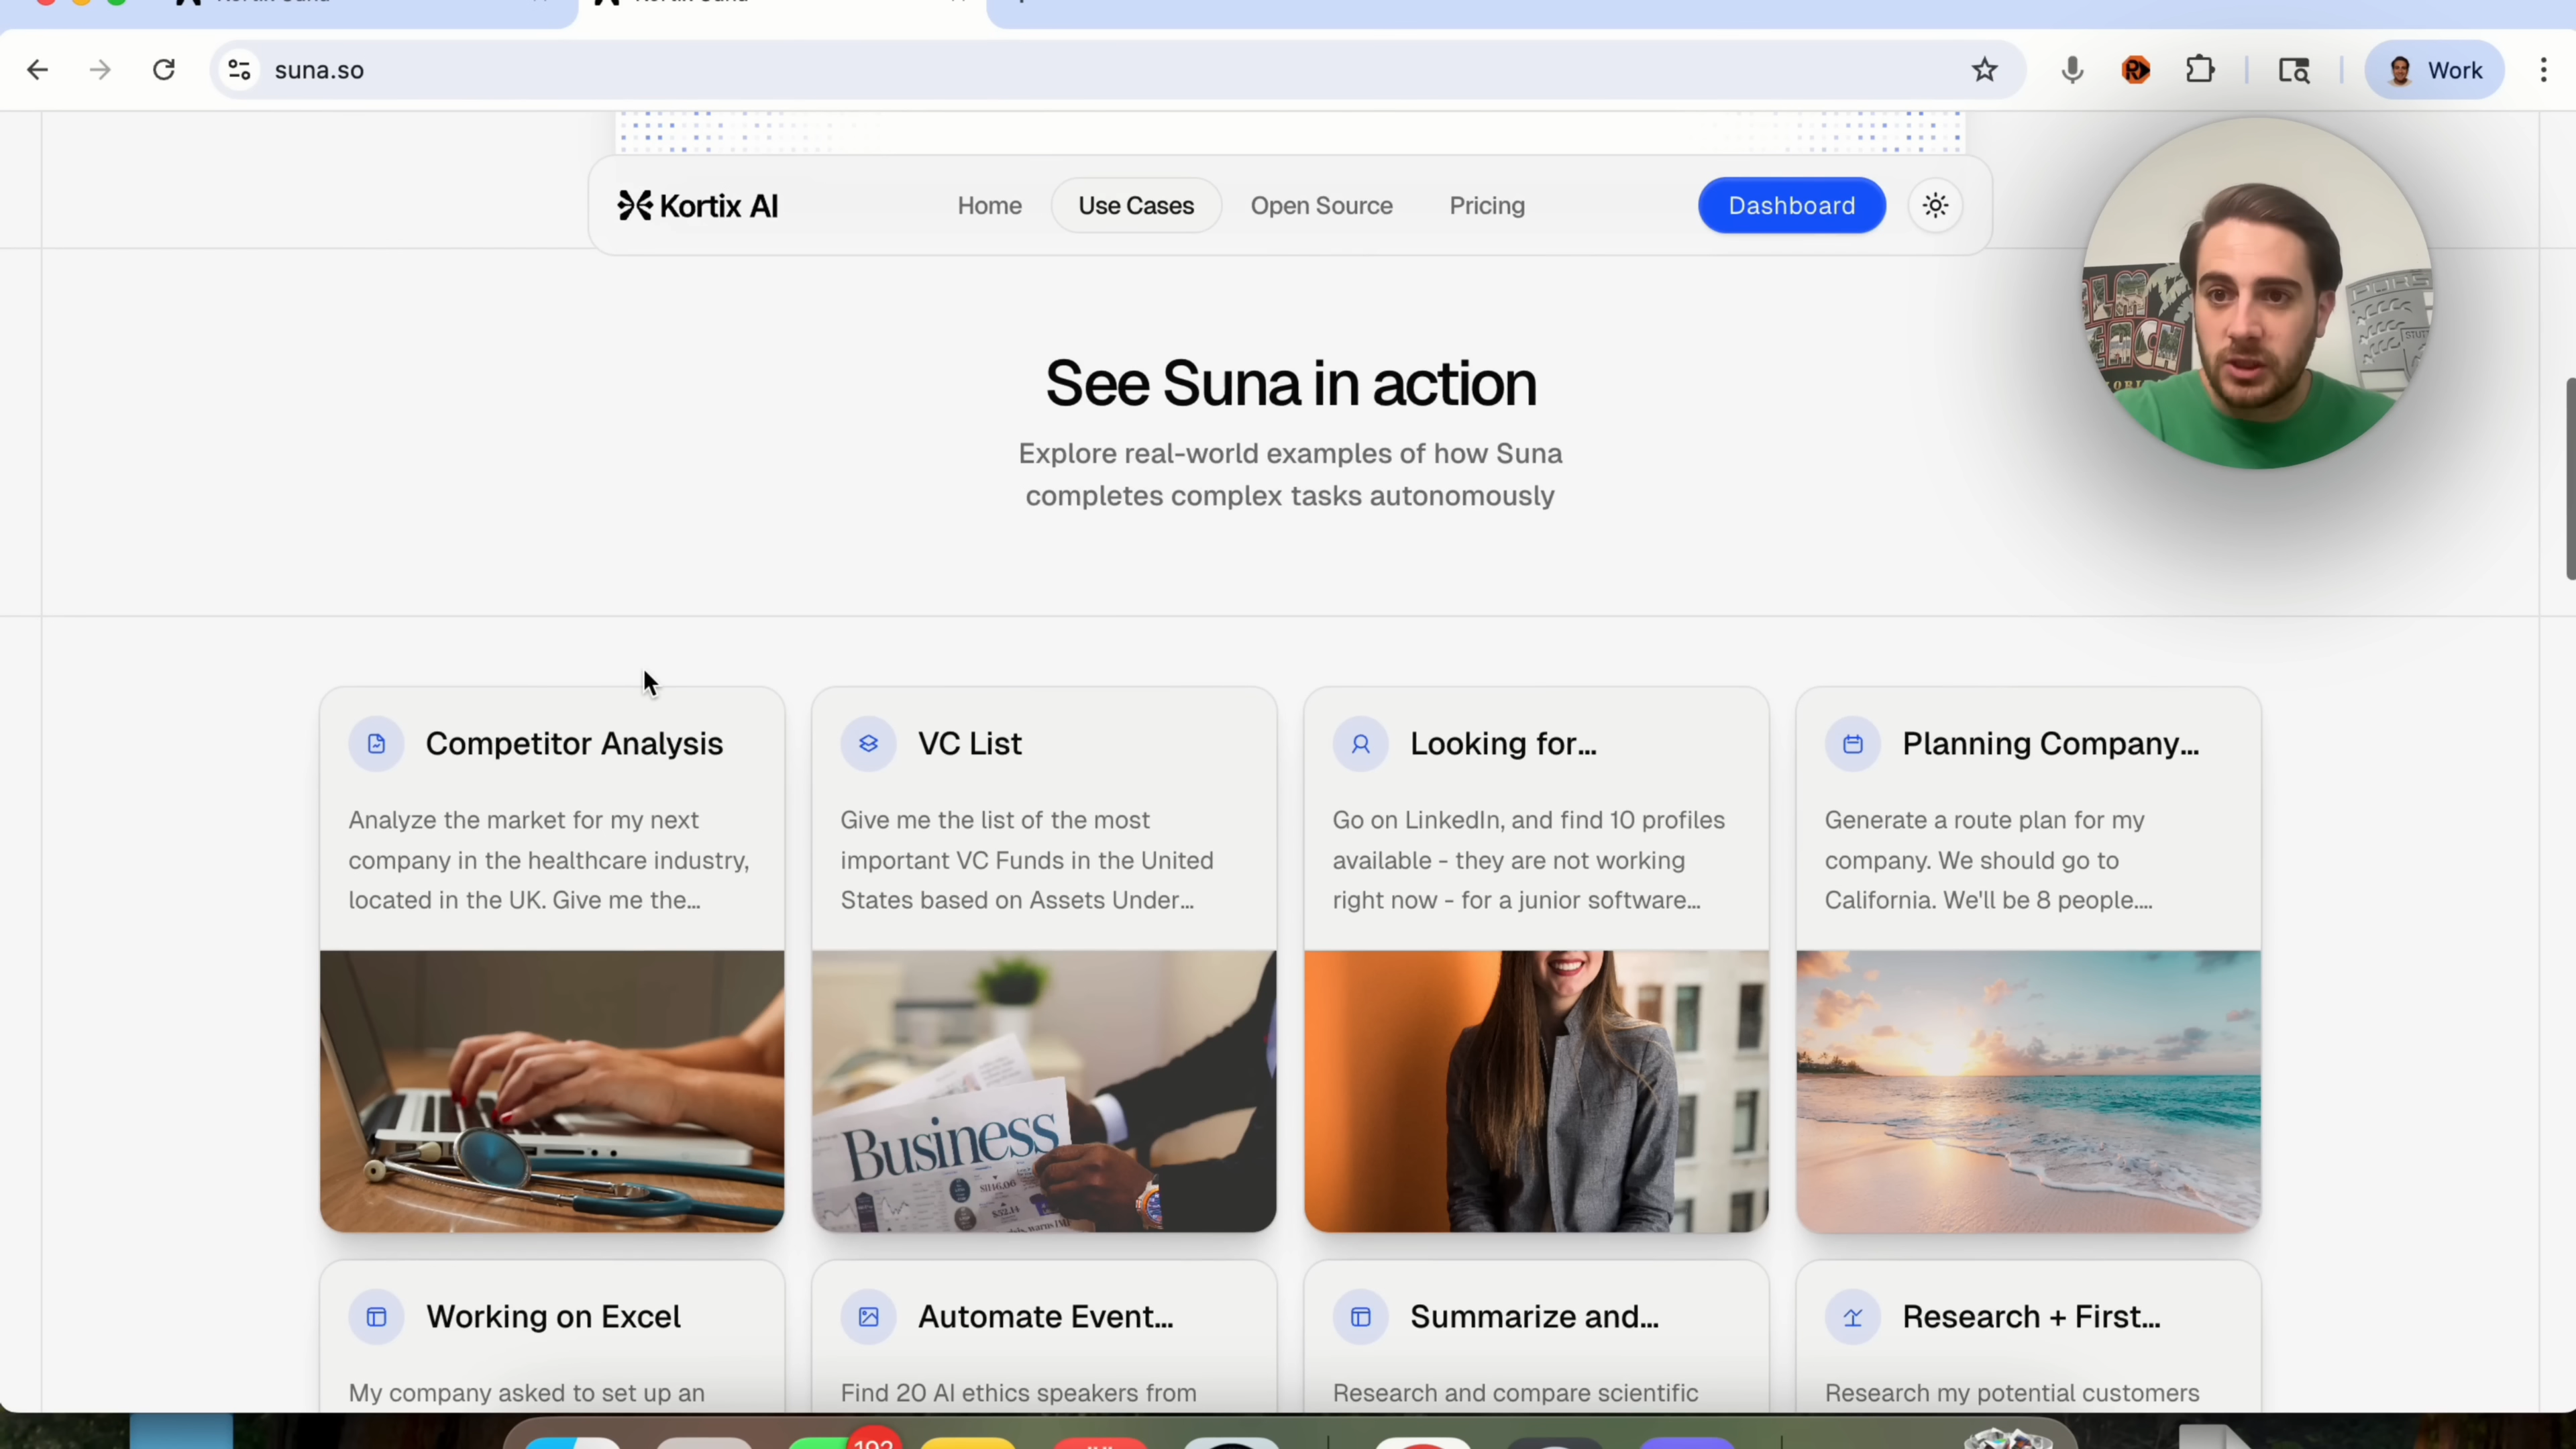 suna.so
Work
Kortix AI
Home
Use Cases
Open Source
Pricing
Dashboard
See Suna in action
Explore real-world examples of how Suna
completes complex tasks autonomously
Competitor Analysis
Analyze the market for my next
company in the healthcare industry,
located in the UK. Give me the...
VC List
Give me the list of the most
important VC Funds in the United
States based on Assets Under...
Looking for...
Go on LinkedIn, and find 10 profiles
available - they are not working
right now - for a junior software...
Planning Company...
Generate a route plan for my
company. We should go to
California. We'll be 8 people....
Business
Working on Excel
My company asked to set up an
Automate Event...
Find 20 AI ethics speakers from
Summarize and...
Research and compare scientific
Research + First...
Research my potential customers